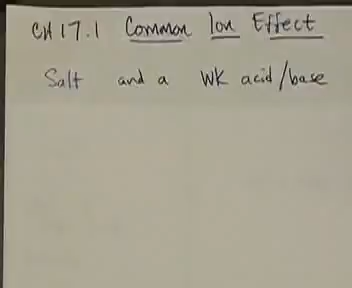 CH 17.1 Common Ion Effect
Salt and a WK acid/base